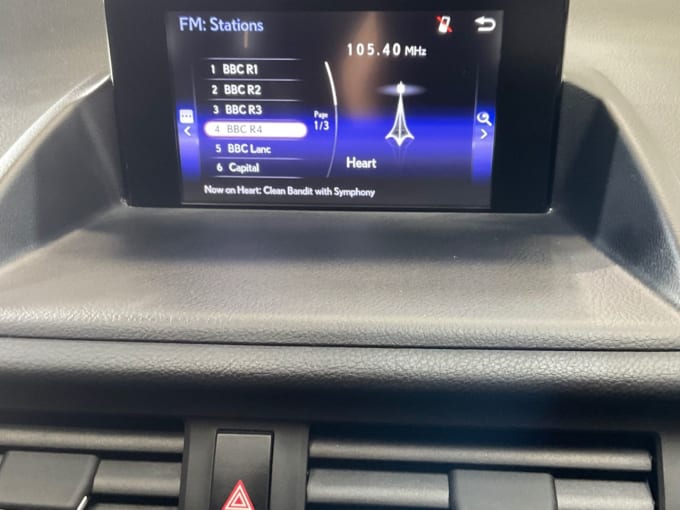 FM: Stations
105.40 MHz
1 BBC R1
2 BBC R2
3 BBC R3
4 BBC R4
5 BBC Lanc
6 Capital
Page
1/3
Heart
Now on Heart: Clean Bandit with Symphony